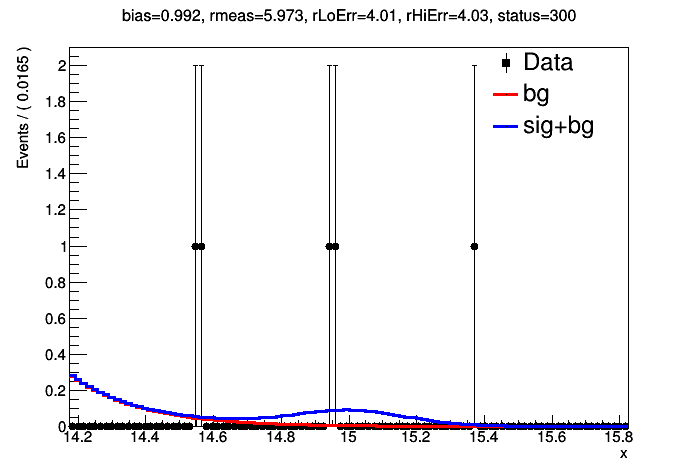 bias=0.992, rmeas=5.973, rLoErr=4.01, rHiErr=4.03, status=300
Events / ( 0.0165 )
2
1.8
1.6
1.4
1.2
1
0.8
0.6
0.4
0.2
0
Data
bg
sig+bg
14.2 14.4 14.6 14.8 15 15.2 15.4 15.6 15.8
x